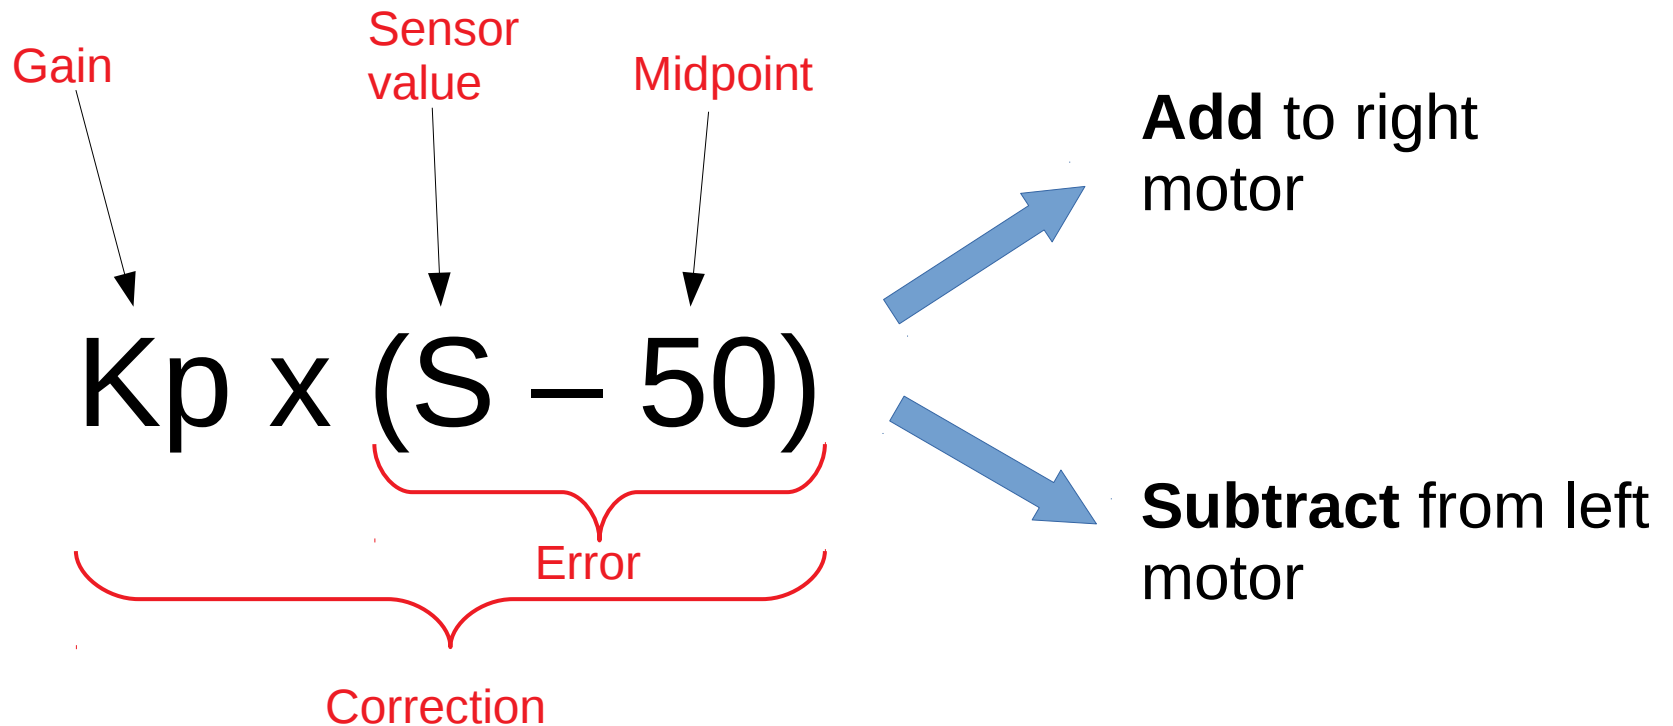 Gain
Sensor
value
Midpoint
Kp x (S – 50)
Error
Correction
Add to right
motor
Subtract from left
motor